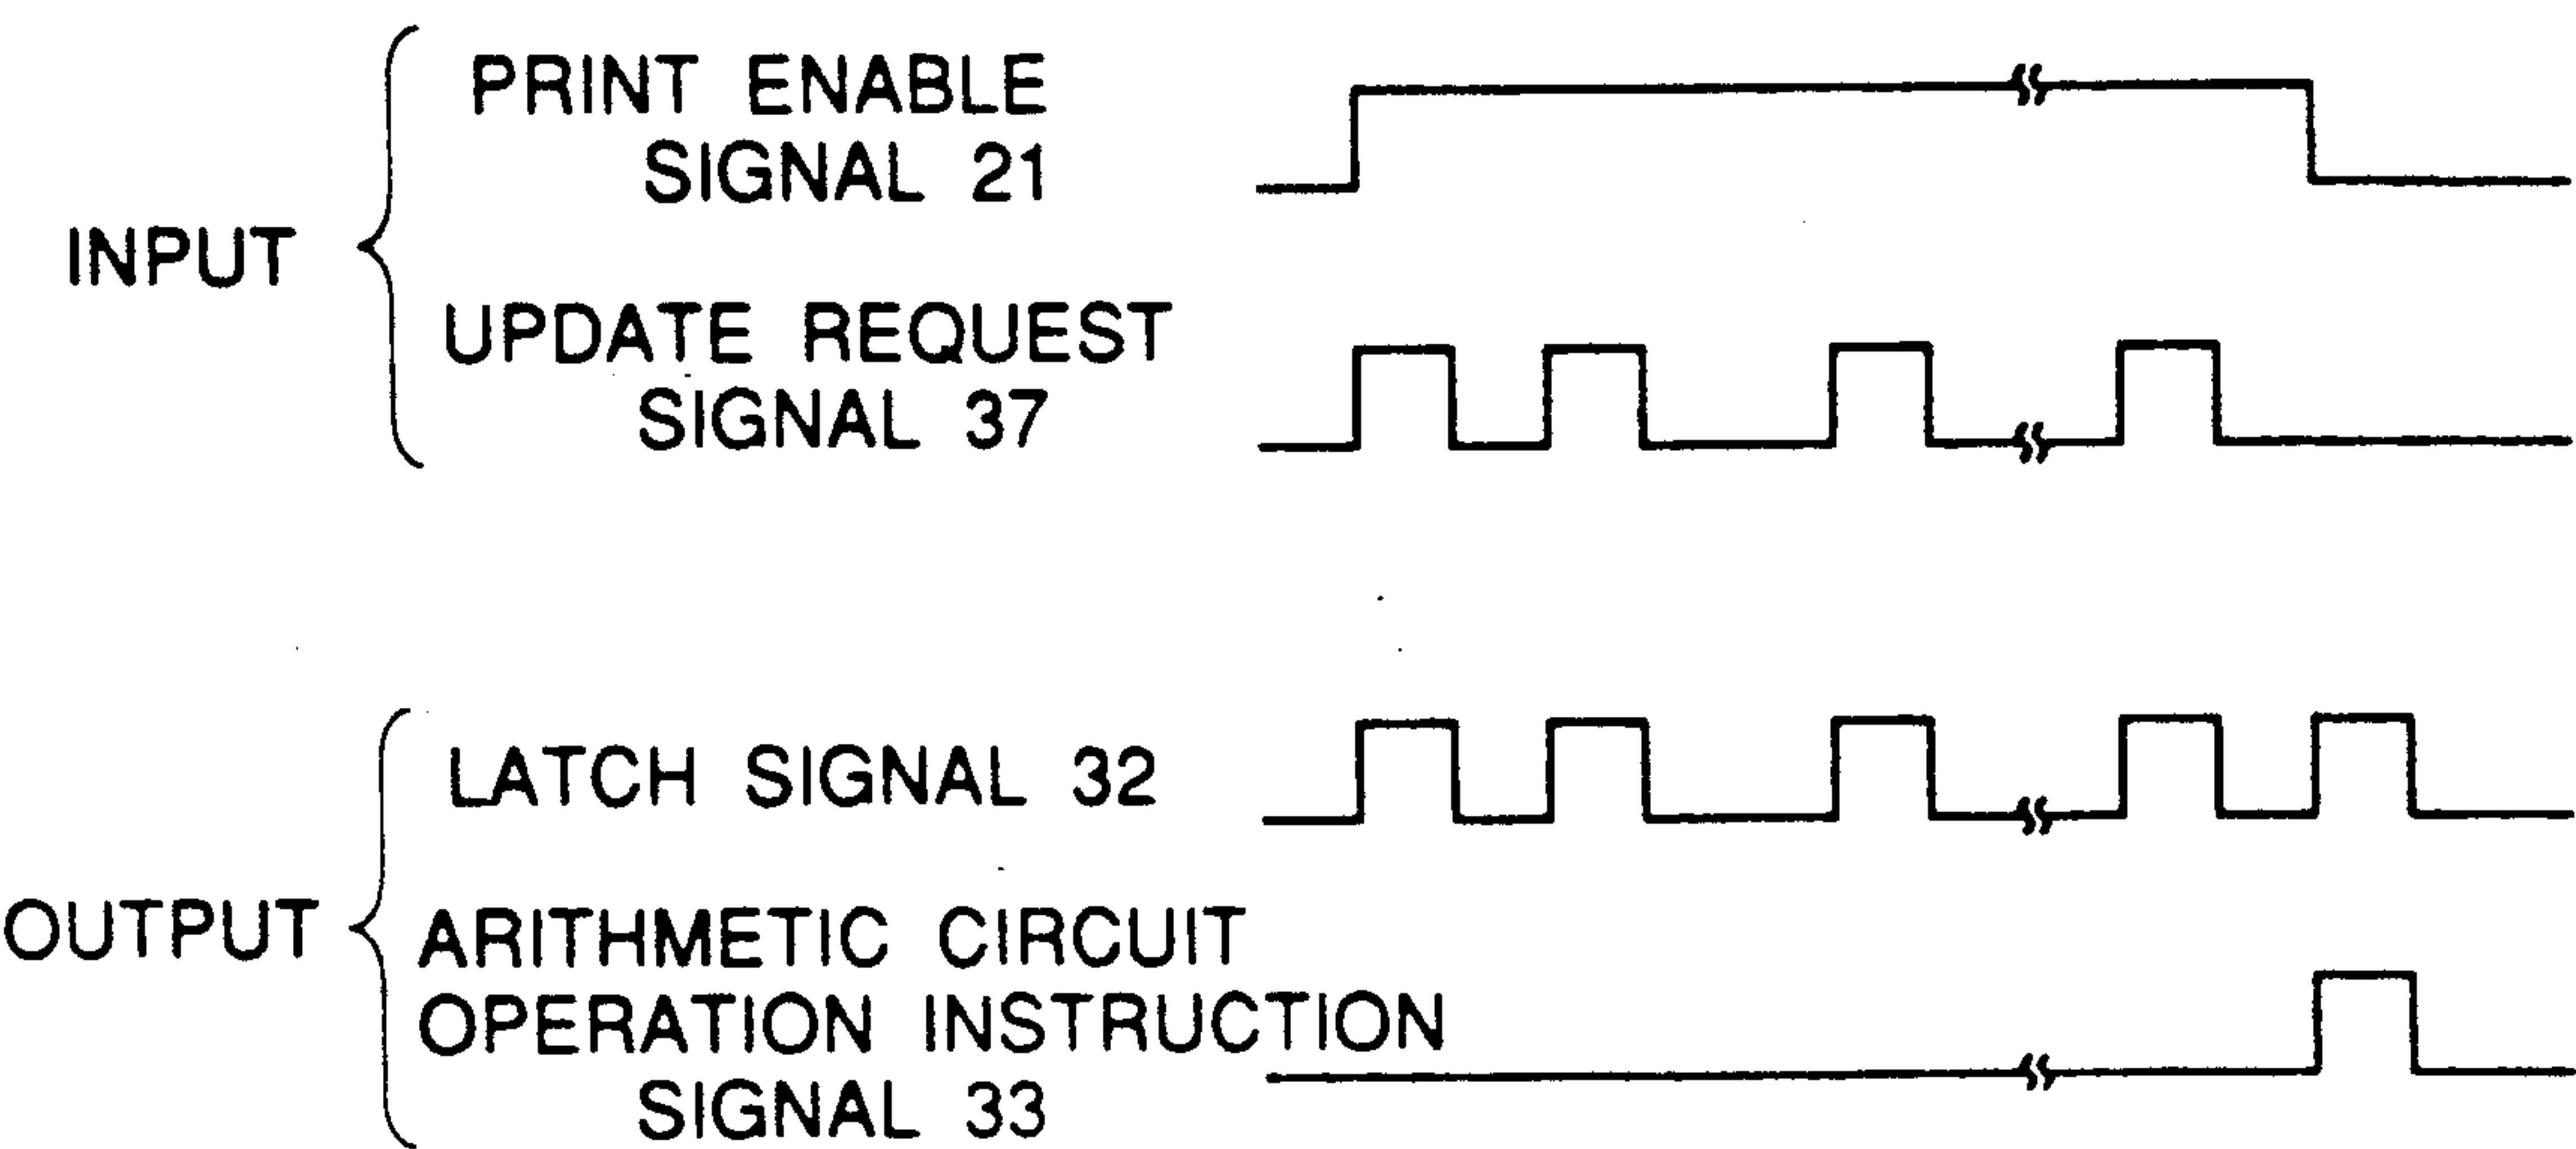 INPUT
PRINT ENABLE
SIGNAL 21
UPDATE REQUEST
SIGNAL 37
OUTPUT
LATCH SIGNAL 32
ARITHMETIC CIRCUIT
OPERATION INSTRUCTION
SIGNAL 33